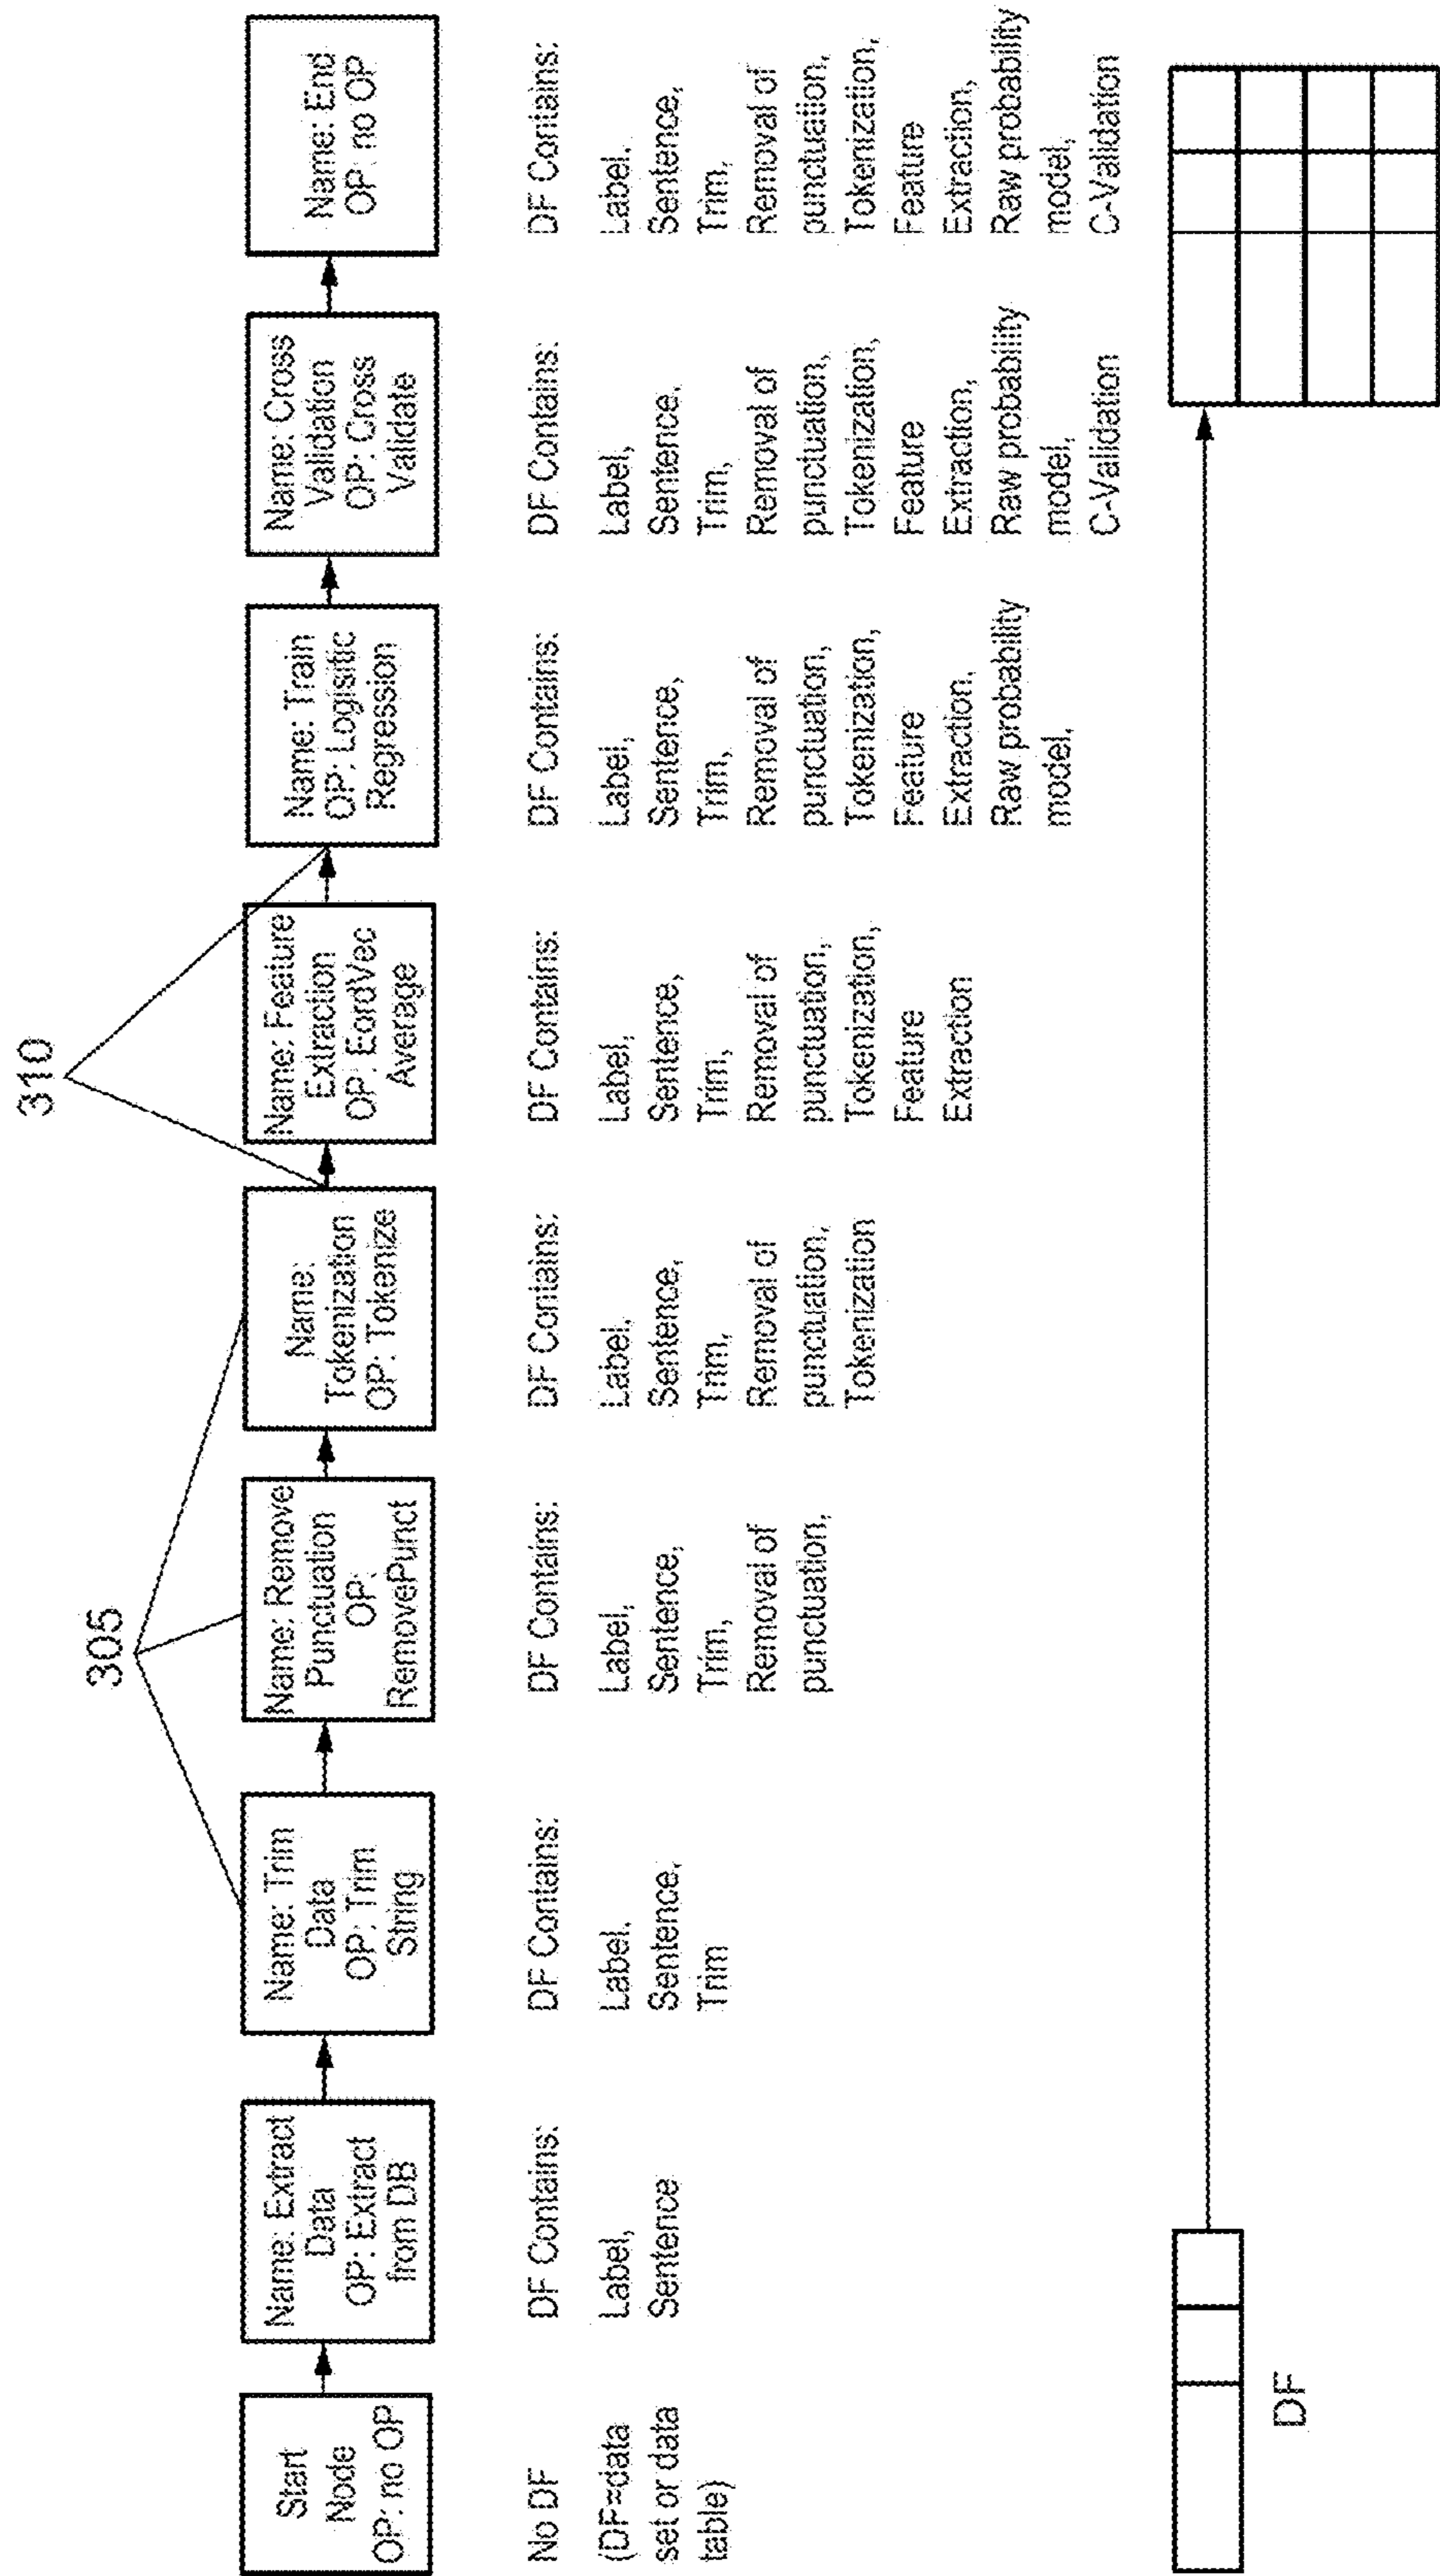 310
305
Start
Node
OP: no OP
Name: Extract
Data
OP: Extract
from DB
Name: Trim
Data
OP: Trim
String
Name: Remove
Punctuation
OP:
RemovePunct
Name:
Tokenization
OP: Tokenize
Name: Feature
Extraction
OP: EordVec
Average
Name: Train
OP: Logisitic
Regression
Name: Cross
Validation
OP: Cross
Validate
Name: End
OP: no OP
No DF
(DF=data
set or data
table)
DF Contains:
Label,
Sentence
DF Contains:
Label,
Sentence,
Trim
DF Contains:
Label,
Sentence,
Trim,
Removal of
punctuation,
DF Contains:
Label,
Sentence,
Trim,
Removal of
punctuation,
Tokenization
DF Contains:
Label,
Sentence,
Trim,
Removal of
punctuation,
Tokenization,
Feature
Extraction
DF Contains:
Label,
Sentence,
Trim,
Removal of
punctuation,
Tokenization,
Feature
Extraction,
Raw probability
model,
DF Contains:
Label,
Sentence,
Trim,
Removal of
punctuation,
Tokenization,
Feature
Extraction,
Raw probability
model,
C-Validation
DF Contains:
Label,
Sentence,
Trim,
Removal of
punctuation,
Tokenization,
Feature
Extraction,
Raw probability
model,
C-Validation
DF